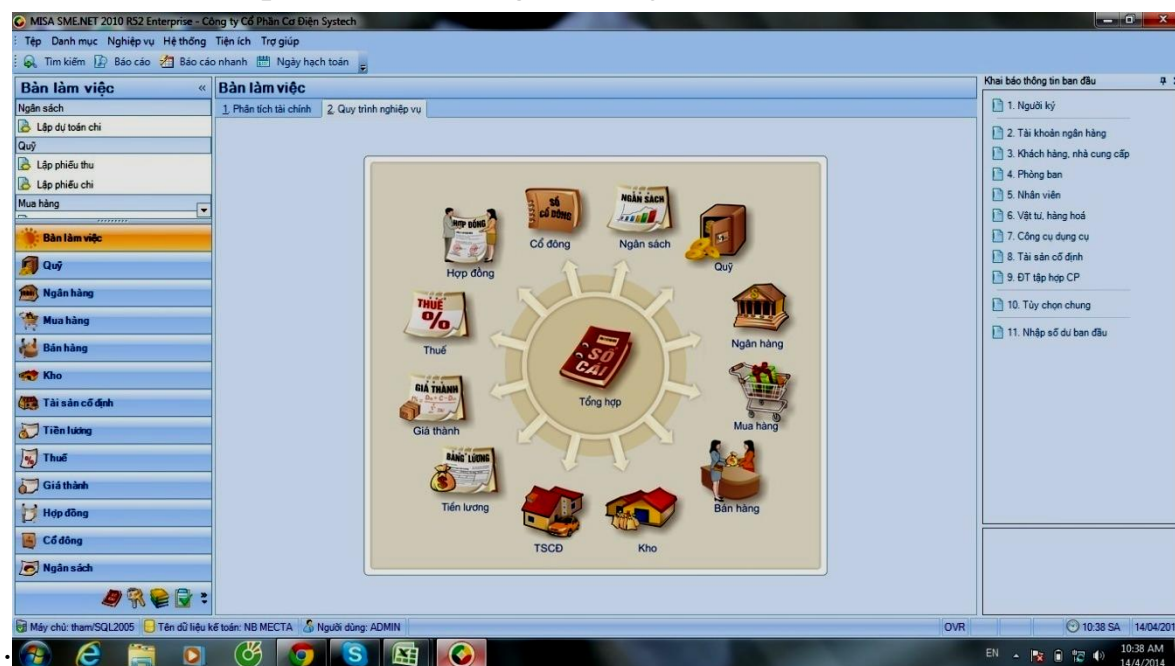 MISA SME.NET 2010 R52 Enterprise - Công ty Cổ Phần Cơ Điện Systech
Tệp Danh mục Nghiệp vụ Hệ thống Tiện ích Trợ giúp
Tìm kiếm Báo cáo Báo cáo nhanh Ngày hạch toán
Bàn làm việc «
Ngân sách
Lập dự toán chi
Quỹ
Lập phiếu thu
Lập phiếu chi
Mua hàng
Bàn làm việc
Quỹ
Ngân hàng
Mua hàng
Bán hàng
Kho
Tài sản cố định
Tiền lương
Thuế
Giá thành
Hợp đồng
Cổ đông
Ngân sách
Bàn làm việc
1. Phân tích tài chính 2. Quy trình nghiệp vụ
HỢP ĐỒNG
Hợp đồng
SỔ CỔ ĐÔNG
Cổ đông
NGÂN SÁCH
Ngân sách
Quỹ
THUẾ %
Thuế
Ngân hàng
SỔ CÁI
Tổng hợp
GIÁ THÀNH
Giá thành
Mua hàng
BẢNG LƯƠNG
Tiền lương
Bán hàng
TSCĐ
Kho
Khai báo thông tin ban đầu
1. Người ký
2. Tài khoản ngân hàng
3. Khách hàng, nhà cung cấp
4. Phòng ban
5. Nhân viên
6. Vật tư, hàng hoá
7. Công cụ dụng cụ
8. Tài sản cố định
9. ĐT tập hợp CP
10. Tùy chọn chung
11. Nhập số dư ban đầu
Máy chủ: tham/SQL2005 Tên dữ liệu kế toán: NB MECTA Người dùng: ADMIN OVR 10:38 SA 14/04/201
EN 10:38 AM
14/4/2014